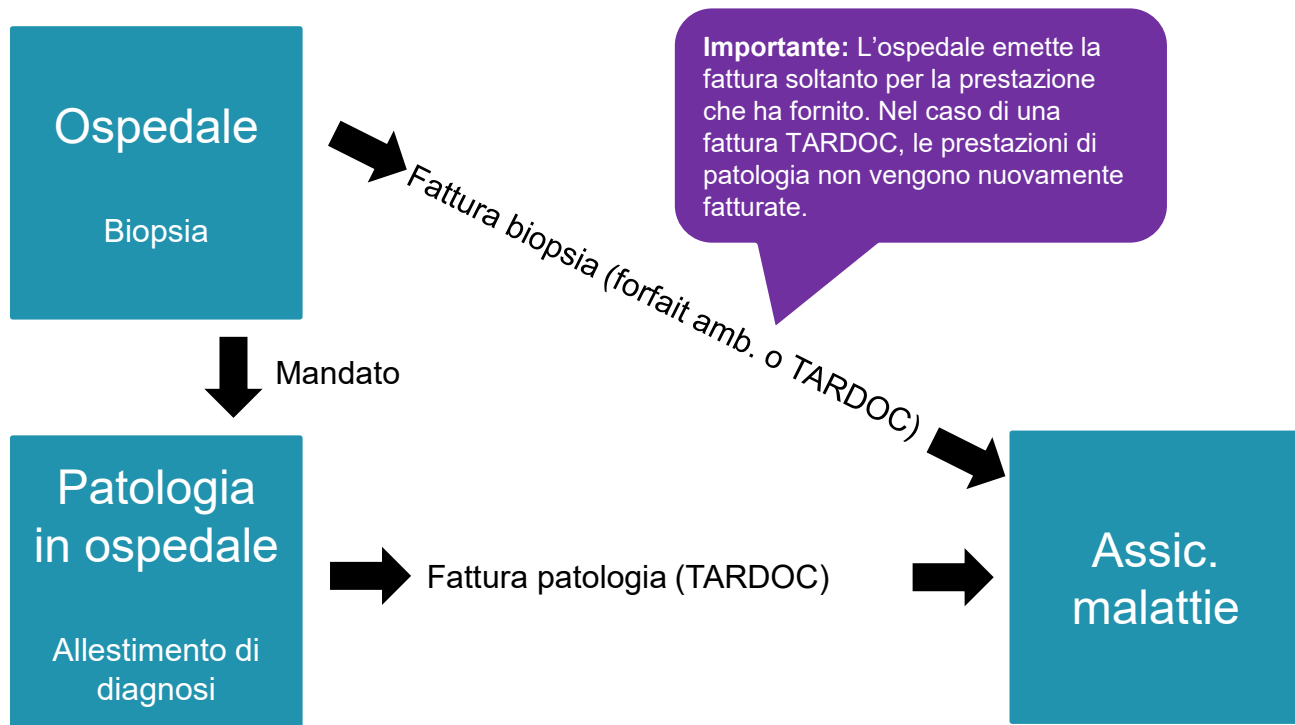 Ospedale
Biopsia
Importante: L’ospedale emette la
fattura soltanto per la prestazione
che ha fornito. Nel caso di una
fattura TARDOC, le prestazioni di
patologia non vengono nuovamente
fatturate.
Fattura biopsia (forfait amb. o TARDOC)
Mandato
Patologia
in ospedale
Allestimento di
diagnosi
Fattura patologia (TARDOC)
Assic.
malattie